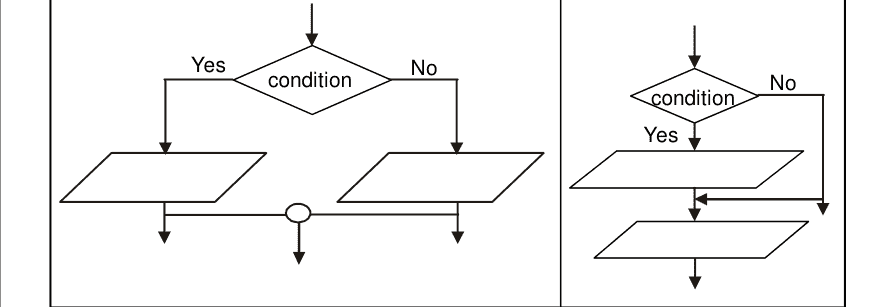 Yes
condition
No
condition
No
Yes